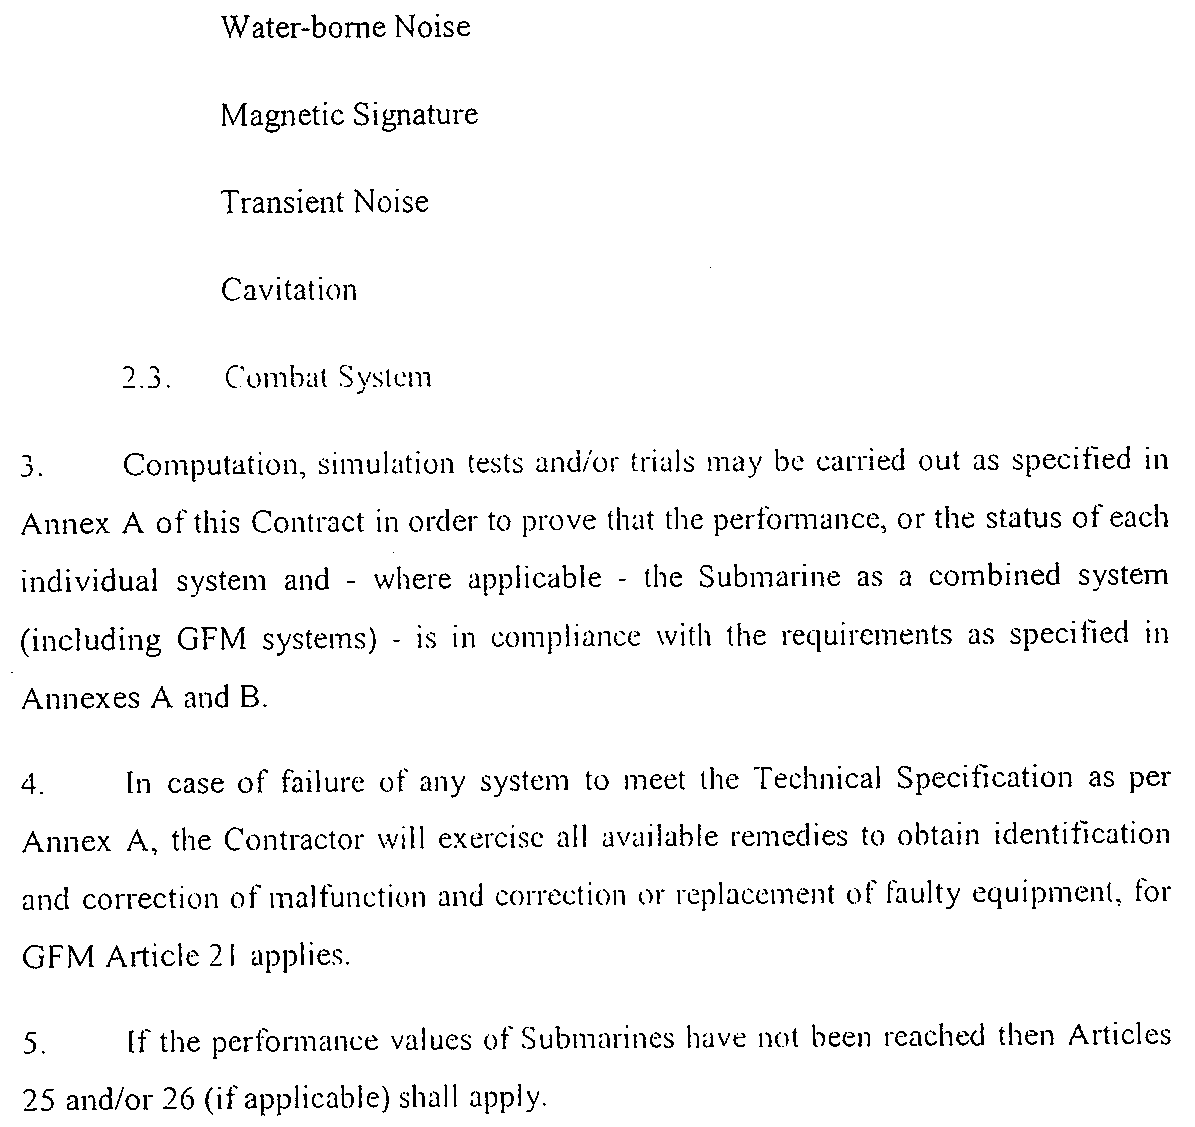 Water-borne Noise
Magnetic Signature
Transient Noise
Cavitation
2.3. Combat System
3. Computation, simulation tests and/or trials may be carried out as specified in
Annex A of this Contract in order to prove that the performance, or the status of each
individual system and - where applicable - the Submarine as a combined system
(including GFM systems) - is in compliance with the requirements as specified in
Annexes A and B.
4. In case of failure of any system to meet the Technical Specification as per
Annex A, the Contractor will exercise all available remedies to obtain identification
and correction of malfunction and correction or replacement of faulty equipment, for
GFM Article 21 applies.
5. If the performance values of Submarines have not been reached then Articles
25 and/or 26 (if applicable) shall apply.